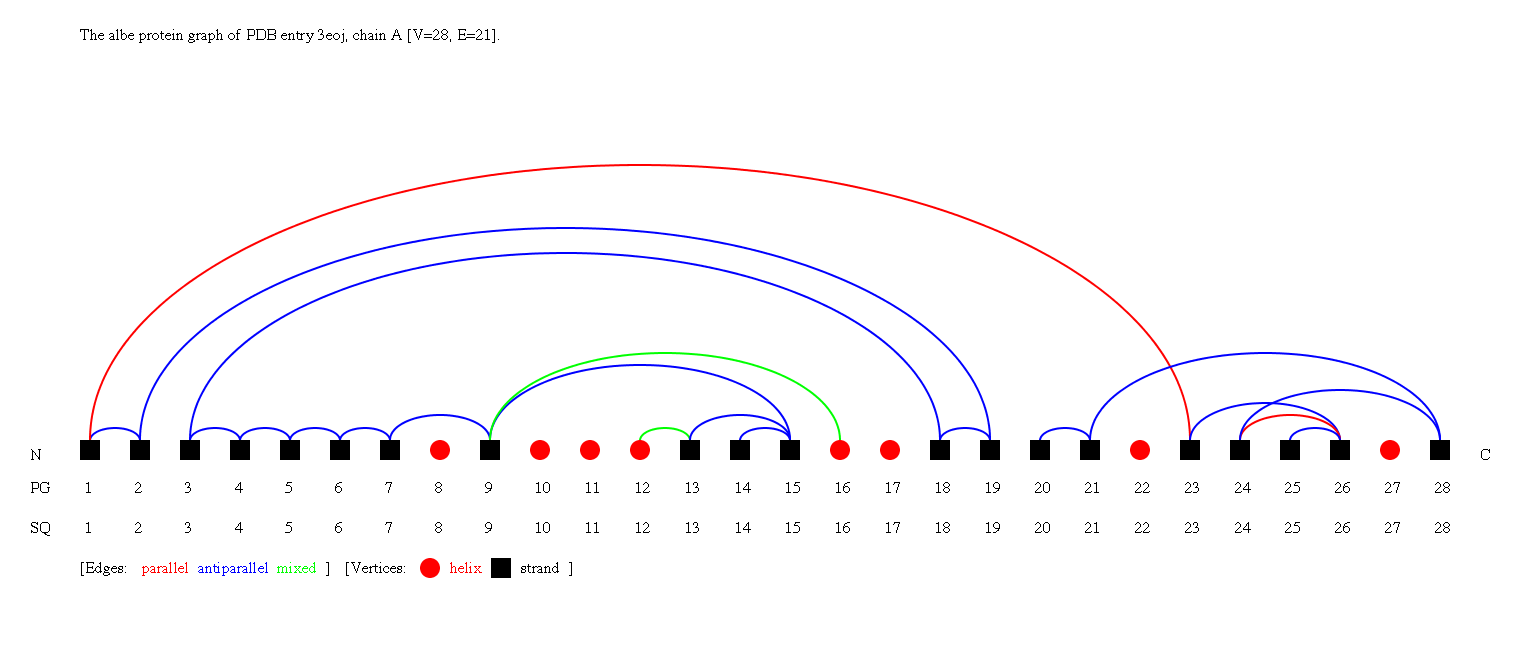 The albe protein graph of PDB entry 3eoj, chain A [V=28, E=21].
N C
PG 1 2 3 4 5 6 7 8 9 10 11 12 13 14 15 16 17 18 19 20 21 22 23 24 25 26 27 28
SQ 1 2 3 4 5 6 7 8 9 10 11 12 13 14 15 16 17 18 19 20 21 22 23 24 25 26 27 28
[Edges: parallel antiparallel mixed ] [Vertices: helix strand ]